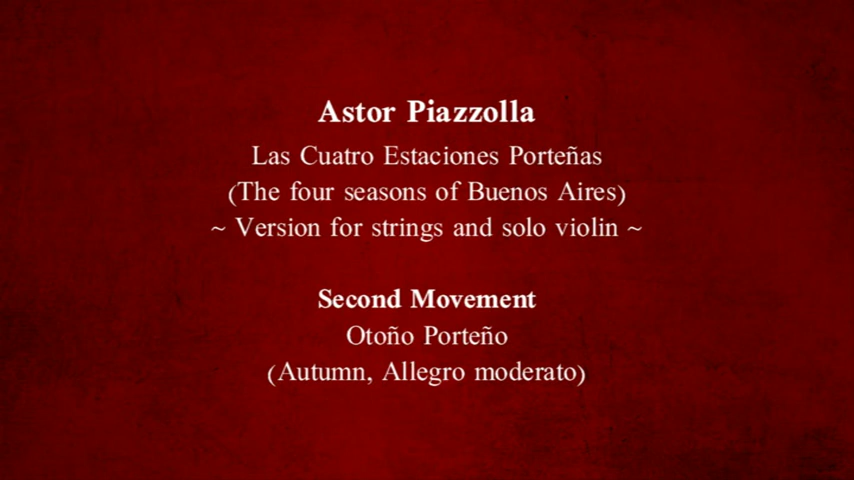 Astor Piazzolla
Las Cuatro Estaciones Porteñas
(The four seasons of Buenos Aires)
~ Version for strings and solo violin ~
Second Movement
Otoño Porteño
(Autumn, Allegro moderato)